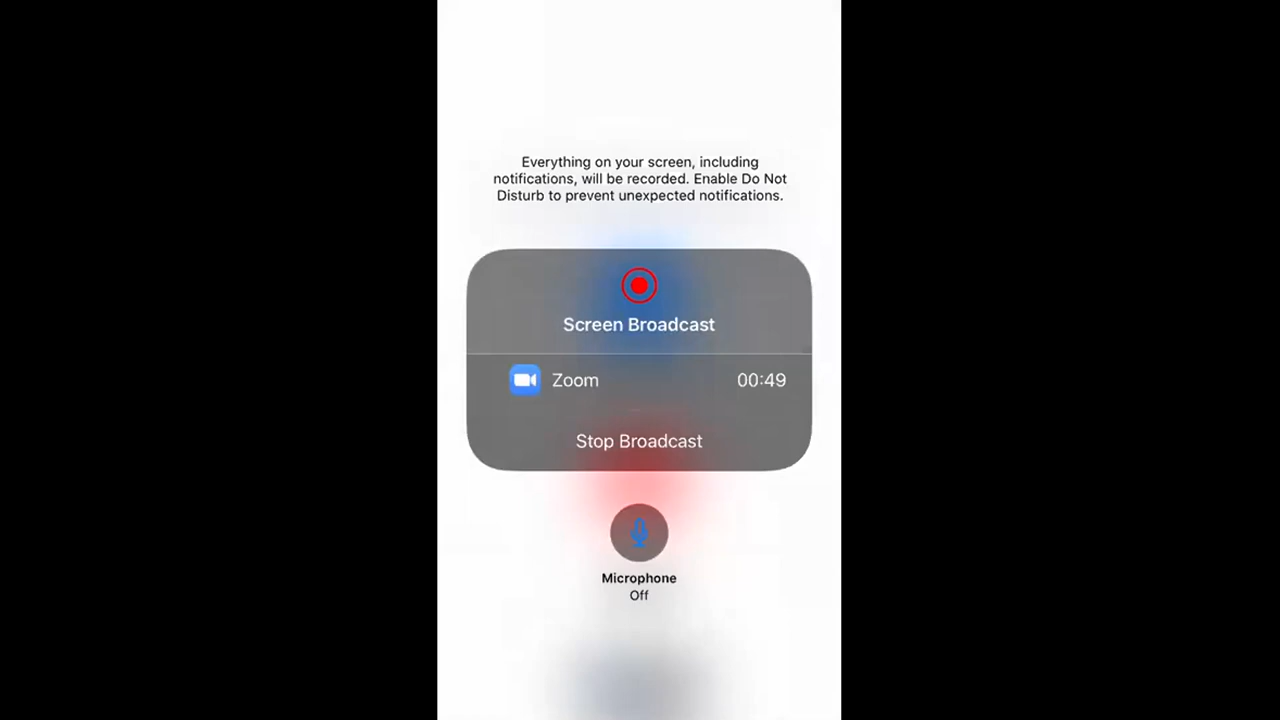 Everything on your screen, including
notifications, will be recorded. Enable Do Not
Disturb to prevent unexpected notifications.
Screen Broadcast
Zoom 00:49
Stop Broadcast
Microphone
Off